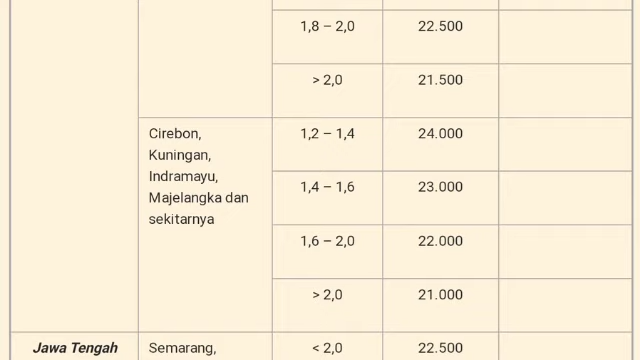 1,8 – 2,0 22.500
> 2,0 21.500
Cirebon, 1,2 – 1,4 24.000
Kuningan,
Indramayu, 1,4 – 1,6 23.000
Majelangka dan
sekitarnya
1,6 – 2,0 22.000
> 2,0 21.000
Jawa Tengah Semarang, < 2,0 22.500